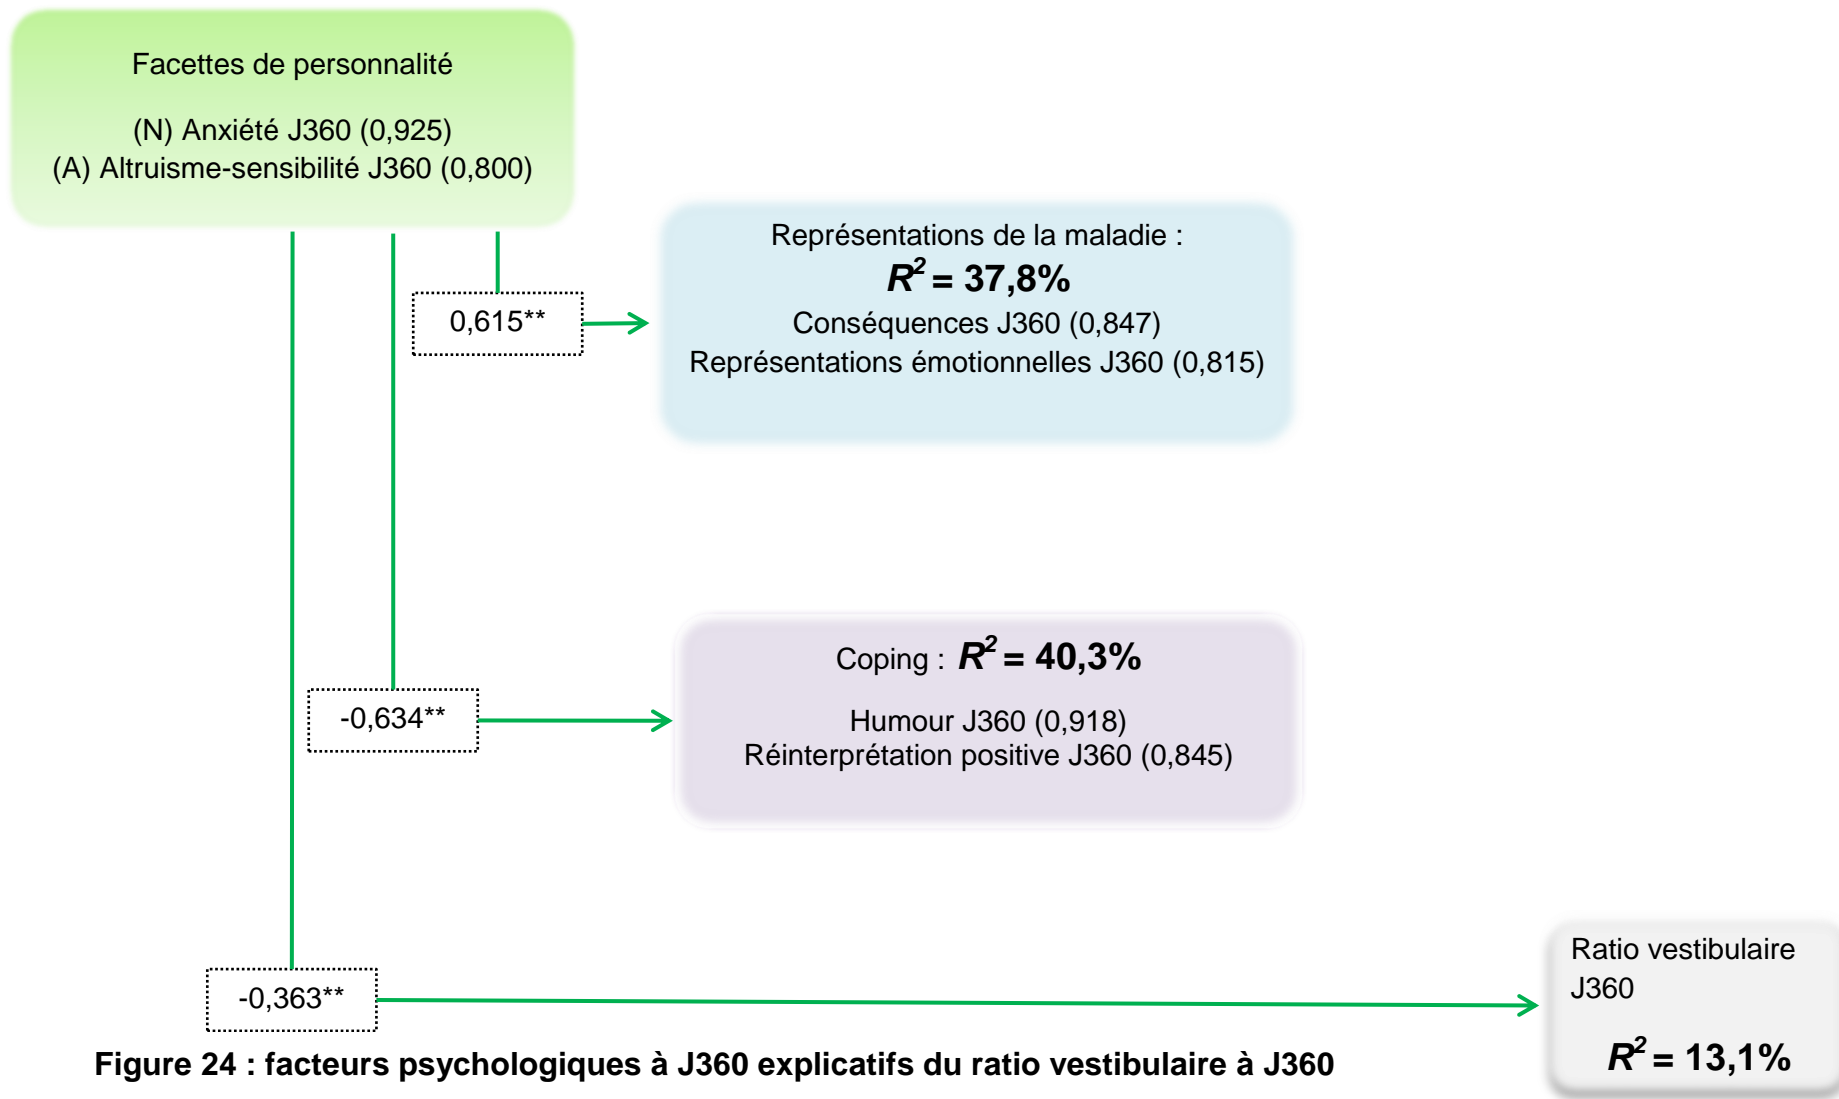 Facettes de personnalité
(N) Anxiété J360 (0,925)
(A) Altruisme-sensibilité J360 (0,800)
Représentations de la maladie :
R² = 37,8%
Conséquences J360 (0,847)
Représentations émotionnelles J360 (0,815)
0,615**
Coping : R² = 40,3%
Humour J360 (0,918)
Réinterprétation positive J360 (0,845)
-0,634**
Ratio vestibulaire
J360
R² = 13,1%
-0,363**
Figure 24 : facteurs psychologiques à J360 explicatifs du ratio vestibulaire à J360